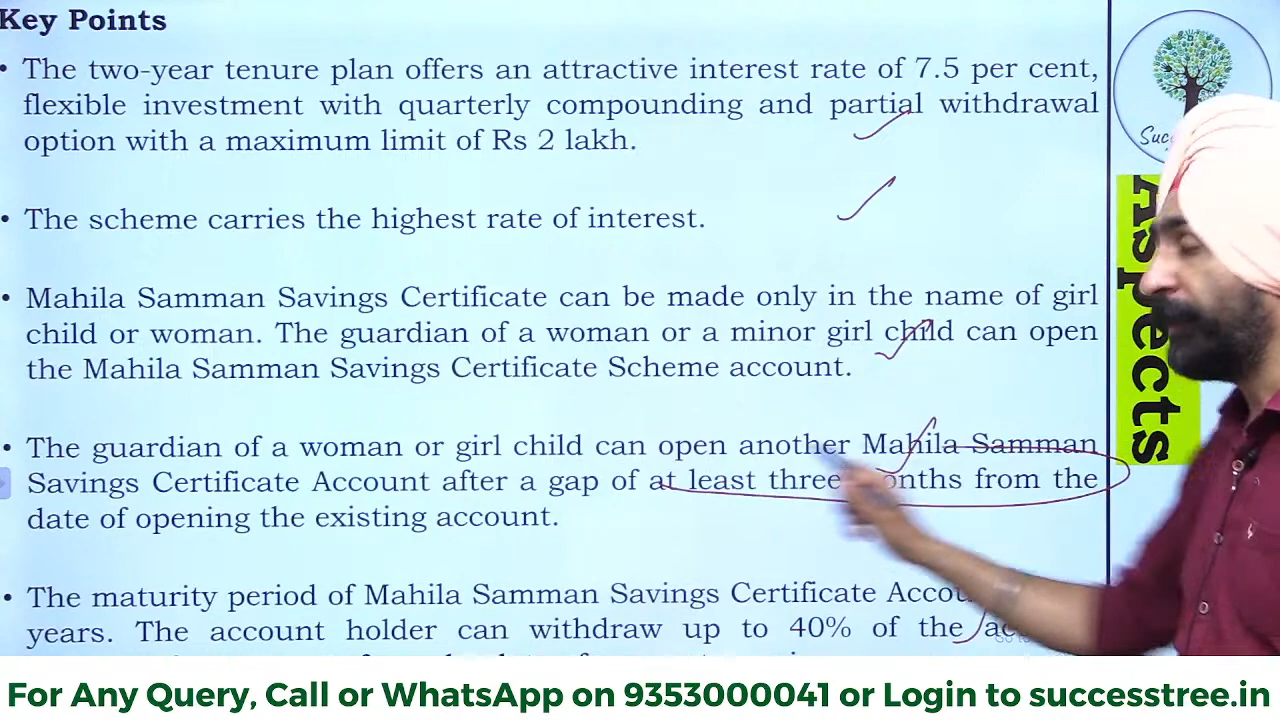 Key Points
• The two-year tenure plan offers an attractive interest rate of 7.5 per cent,
flexible investment with quarterly compounding and partial withdrawal
option with a maximum limit of Rs 2 lakh.
• The scheme carries the highest rate of interest.
• Mahila Samman Savings Certificate can be made only in the name of girl
child or woman. The guardian of a woman or a minor girl child can open
the Mahila Samman Savings Certificate Scheme account.
• The guardian of a woman or girl child can open another Mahila Samman
Savings Certificate Account after a gap of at least three months from the
date of opening the existing account.
• The maturity period of Mahila Samman Savings Certificate
years. The account holder can withdraw up to 40% of the
Aspects
For Any Query, Call or WhatsApp on 9353000041 or Login to successtree.in